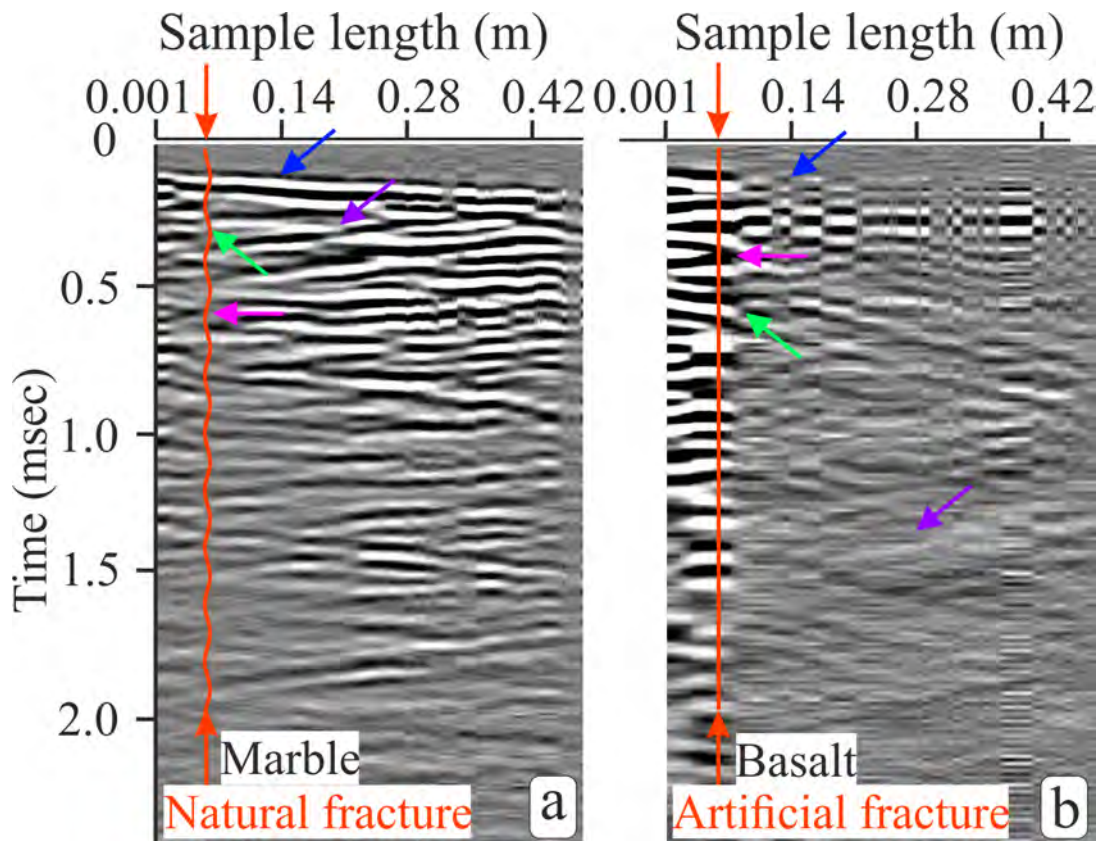 Sample length (m)
Sample length (m)
0.001 0.14 0.28 0.42
0.001 0.14 0.28 0.42
0
0.5
1.0
1.5
2.0
Time (msec)
Marble
Natural fracture
a
Basalt
Artificial fracture
b